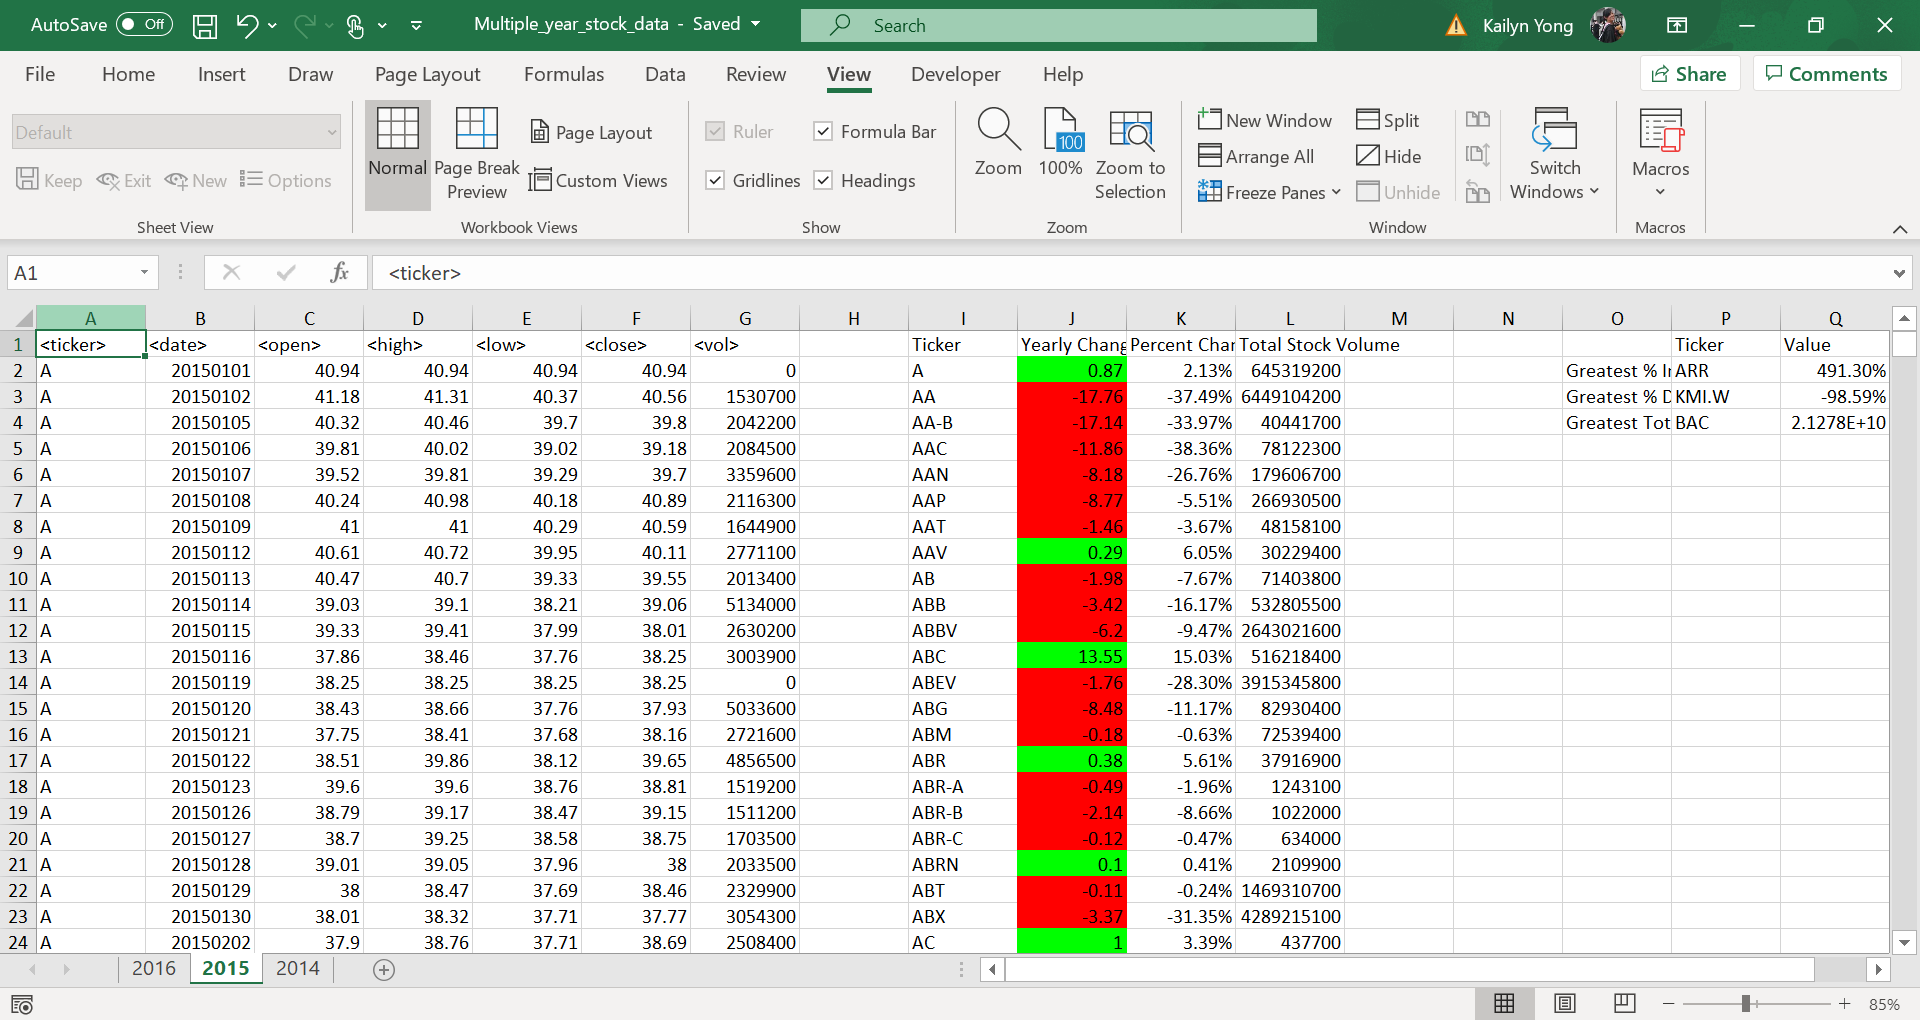 AutoSave Off Multiple_year_stock_data - Saved Search Kailyn Yong
File Home Insert Draw Page Layout Formulas Data Review View Developer Help Share Comments
Default
Keep Exit New Options
Sheet View
Normal
Page Break Preview
Page Layout
Custom Views
Workbook Views
Ruler Formula Bar
Gridlines Headings
Show
Zoom
100
100%
Zoom to Selection
Zoom
New Window
Arrange All
Freeze Panes
Split
Hide
Unhide
Switch Windows
Window
Macros
Macros
A1 fx <ticker>
A B C D E F G H I J K L M N O P Q
1 <ticker> <date> <open> <high> <low> <close> <vol> Ticker Yearly Chang Percent Char Total Stock Volume Ticker Value
2 A 20150101 40.94 40.94 40.94 40.94 0 A 0.87 2.13% 645319200 Greatest % In ARR 491.30%
3 A 20150102 41.18 41.31 40.37 40.56 1530700 AA -17.76 -37.49% 6449104200 Greatest % D KMI.W -98.59%
4 A 20150105 40.32 40.46 39.7 39.8 2042200 AA-B -17.14 -33.97% 40441700 Greatest Tot BAC 2.1278E+10
5 A 20150106 39.81 40.02 39.02 39.18 2084500 AAC -11.86 -38.36% 78122300
6 A 20150107 39.52 39.81 39.29 39.7 3359600 AAN -8.18 -26.76% 179606700
7 A 20150108 40.24 40.98 40.18 40.89 2116300 AAP -8.77 -5.51% 266930500
8 A 20150109 41 41 40.29 40.59 1644900 AAT -1.46 -3.67% 48158100
9 A 20150112 40.61 40.72 39.95 40.11 2771100 AAV 0.29 6.05% 30229400
10 A 20150113 40.47 40.7 39.33 39.55 2013400 AB -1.98 -7.67% 71403800
11 A 20150114 39.03 39.1 38.21 39.06 5134000 ABB -3.42 -16.17% 532805500
12 A 20150115 39.33 39.41 37.99 38.01 2630200 ABBV -6.2 -9.47% 2643021600
13 A 20150116 37.86 38.46 37.76 38.25 3003900 ABC 13.55 15.03% 516218400
14 A 20150119 38.25 38.25 38.25 38.25 0 ABEV -1.76 -28.30% 3915345800
15 A 20150120 38.43 38.66 37.76 37.93 5033600 ABG -8.48 -11.17% 82930400
16 A 20150121 37.75 38.41 37.68 38.16 2721600 ABM -0.18 -0.63% 72539400
17 A 20150122 38.51 39.86 38.12 39.65 4856500 ABR 0.38 5.61% 37916900
18 A 20150123 39.6 39.6 38.76 38.81 1519200 ABR-A -0.49 -1.96% 1243100
19 A 20150126 38.79 39.17 38.47 39.15 1511200 ABR-B -2.14 -8.66% 1022000
20 A 20150127 38.7 39.25 38.58 38.75 1703500 ABR-C -0.12 -0.47% 634000
21 A 20150128 39.01 39.05 37.96 38 2033500 ABRN 0.1 0.41% 2109900
22 A 20150129 38 38.47 37.69 38.46 2329900 ABT -0.11 -0.24% 1469310700
23 A 20150130 38.01 38.32 37.71 37.77 3054300 ABX -3.37 -31.35% 4289215100
24 A 20150202 37.9 38.76 37.71 38.69 2508400 AC 1 3.39% 437700
2016 2015 2014
85%